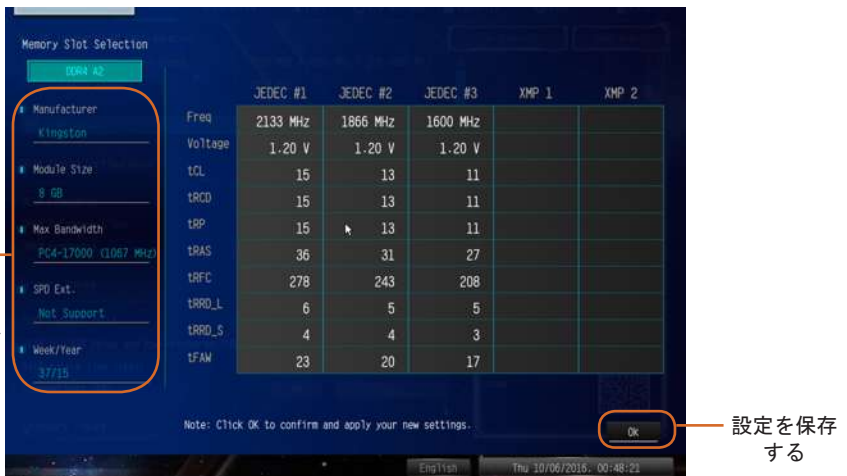 Memory Slot Selection
DDR4 A2
Manufacturer
Kingston
Module Size
8 GB
Max Bandwidth
PC4-17000 (1067 MHz)
SPD Ext.
Not Support
Week/Year
37/15
JEDEC #1 JEDEC #2 JEDEC #3 XMP 1 XMP 2
Freq 2133 MHz 1866 MHz 1600 MHz
Voltage 1.20 V 1.20 V 1.20 V
tCL 15 13 11
tRCD 15 13 11
tRP 15 13 11
tRAS 36 31 27
tRFC 278 243 208
tRRD_L 6 5 5
tRRD_S 4 4 3
tFAW 23 20 17
Note: Click OK to confirm and apply your new settings.
Ok
設定を保存
する
English Thu 10/06/2016. 00:48:21